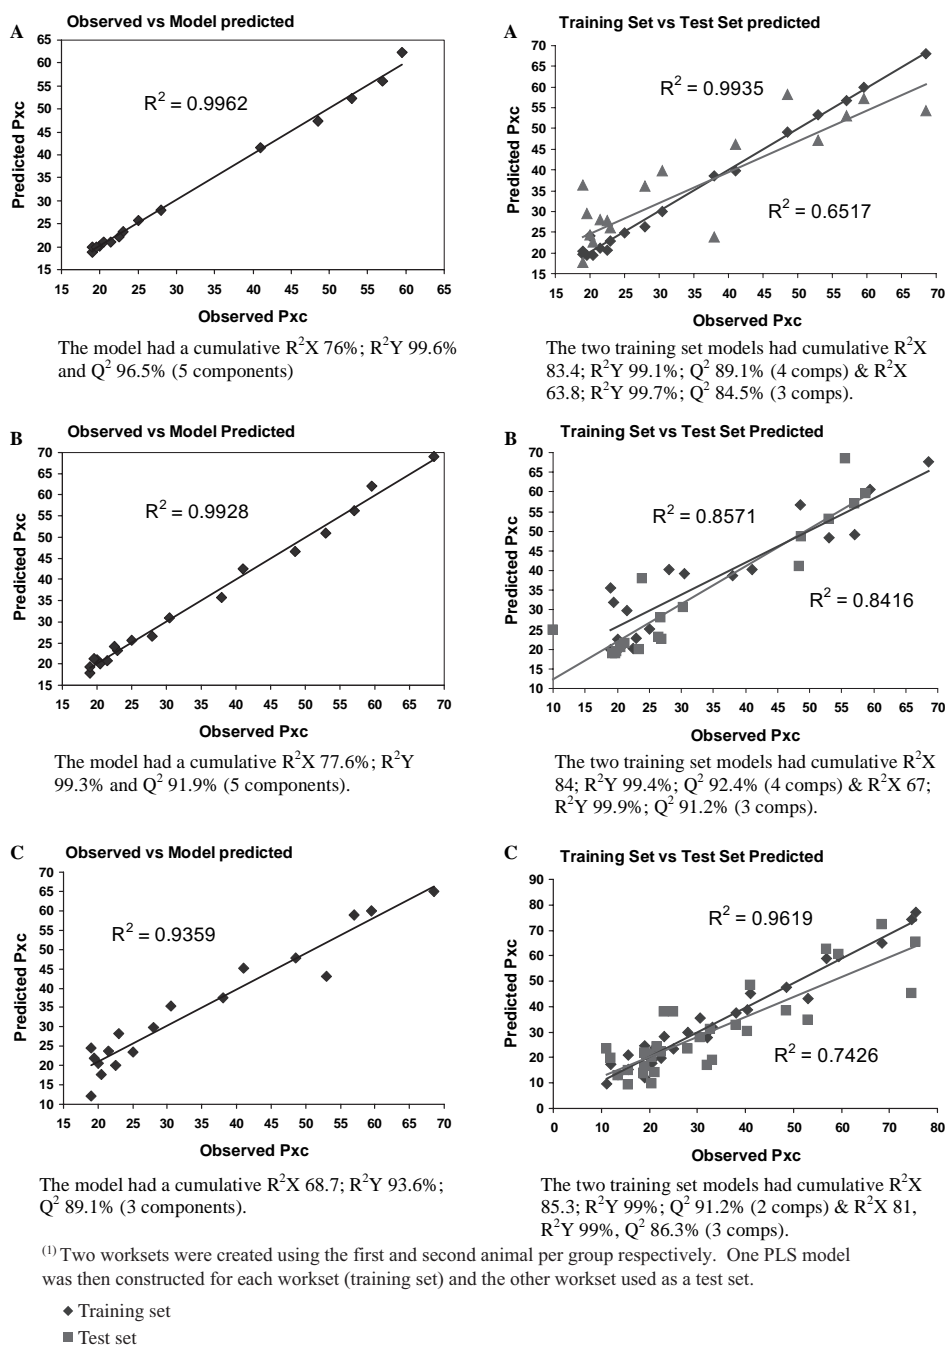 A
Observed vs Model predicted
Predicted Pxc
65
60
55
50
45
40
35
30
25
20
15
R² = 0.9962
15 20 25 30 35 40 45 50 55 60 65
Observed Pxc
The model had a cumulative R²X 76%; R²Y 99.6%
and Q² 96.5% (5 components)
A
Training Set vs Test Set predicted
Predicted Pxc
70
65
60
55
50
45
40
35
30
25
20
15
R² = 0.9935
R² = 0.6517
15 20 25 30 35 40 45 50 55 60 65 70
Observed Pxc
The two training set models had cumulative R²X
83.4; R²Y 99.1%; Q² 89.1% (4 comps) & R²X
63.8; R²Y 99.7%; Q² 84.5% (3 comps).
B
Observed vs Model Predicted
Predicted Pxc
70
65
60
55
50
45
40
35
30
25
20
15
R² = 0.9928
15 20 25 30 35 40 45 50 55 60 65 70
Observed Pxc
The model had a cumulative R²X 77.6%; R²Y
99.3% and Q² 91.9% (5 components).
B
Training Set vs Test Set Predicted
Predicted Pxc
70
65
60
55
50
45
40
35
30
25
20
15
10
R² = 0.8571
R² = 0.8416
10 15 20 25 30 35 40 45 50 55 60 65 70
Observed Pxc
The two training set models had cumulative R²X
84; R²Y 99.4%; Q² 92.4% (4 comps) & R²X 67;
R²Y 99.9%; Q² 91.2% (3 comps).
C
Observed vs Model predicted
Predicted Pxc
70
65
60
55
50
45
40
35
30
25
20
15
10
R² = 0.9359
15 20 25 30 35 40 45 50 55 60 65 70
Observed Pxc
The model had a cumulative R²X 68.7; R²Y 93.6%;
Q² 89.1% (3 components).
C
Training Set vs Test Set Predicted
Predicted Pxc
90
80
70
60
50
40
30
20
10
0
R² = 0.9619
R² = 0.7426
0 10 20 30 40 50 60 70 80
Observed Pxc
The two training set models had cumulative R²X
85.3; R²Y 99%; Q² 91.2% (2 comps) & R²X 81,
R²Y 99%, Q² 86.3% (3 comps).
(1) Two worksets were created using the first and second animal per group respectively. One PLS model
was then constructed for each workset (training set) and the other workset used as a test set.
Training set
Test set